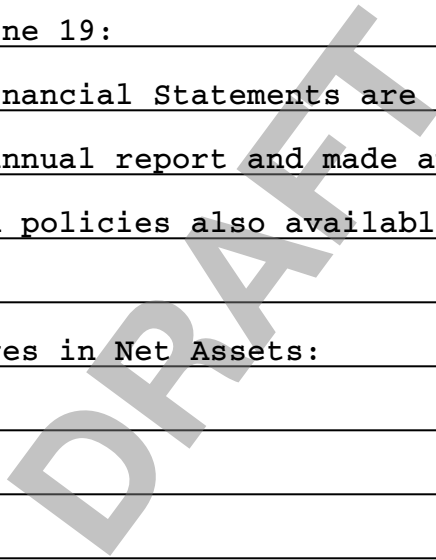 ne 19:
nancial Statements are
nnual report and made a
policies also availabl
es in Net Assets:
DRAFT